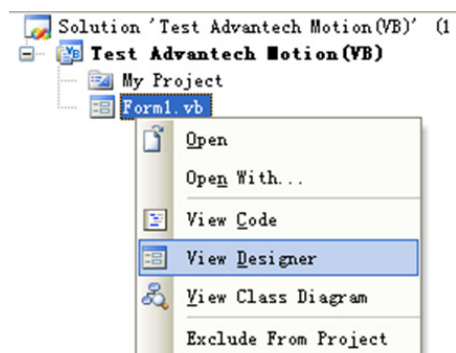 Solution 'Test Advantech Motion(VB)' (1
Test Advantech Motion(VB)
My Project
Form1.vb
Open
Open With...
View Code
View Designer
View Class Diagram
Exclude From Project